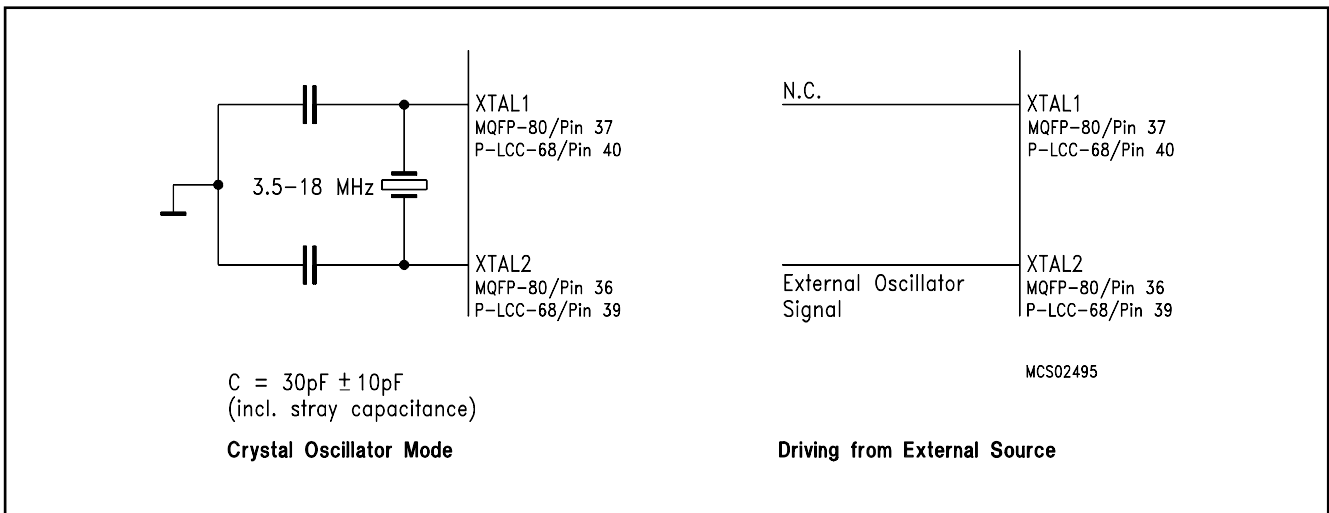 XTAL1
MQFP-80/Pin 37
P-LCC-68/Pin 40
3.5-18 MHz
XTAL2
MQFP-80/Pin 36
P-LCC-68/Pin 39
C = 30pF ± 10pF
(incl. stray capacitance)
Crystal Oscillator Mode
N.C.
XTAL1
MQFP-80/Pin 37
P-LCC-68/Pin 40
External Oscillator
Signal
XTAL2
MQFP-80/Pin 36
P-LCC-68/Pin 39
MCS02495
Driving from External Source